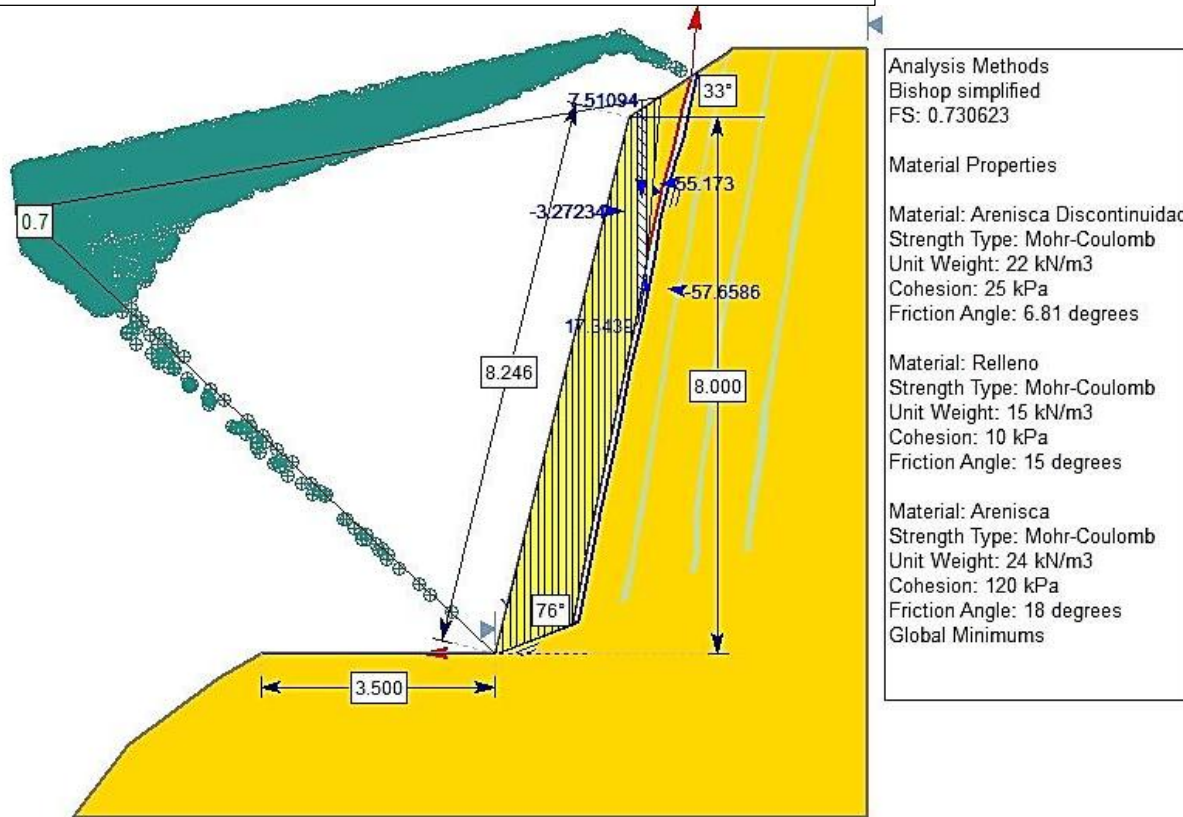 33°
7.51094
-55.173
-3.27234
0.7
-57.6586
17.3439
8.246
8.000
76°
3.500
Analysis Methods
Bishop simplified
FS: 0.730623
Material Properties
Material: Arenisca Discontinuidad
Strength Type: Mohr-Coulomb
Unit Weight: 22 kN/m3
Cohesion: 25 kPa
Friction Angle: 6.81 degrees
Material: Relleno
Strength Type: Mohr-Coulomb
Unit Weight: 15 kN/m3
Cohesion: 10 kPa
Friction Angle: 15 degrees
Material: Arenisca
Strength Type: Mohr-Coulomb
Unit Weight: 24 kN/m3
Cohesion: 120 kPa
Friction Angle: 18 degrees
Global Minimums